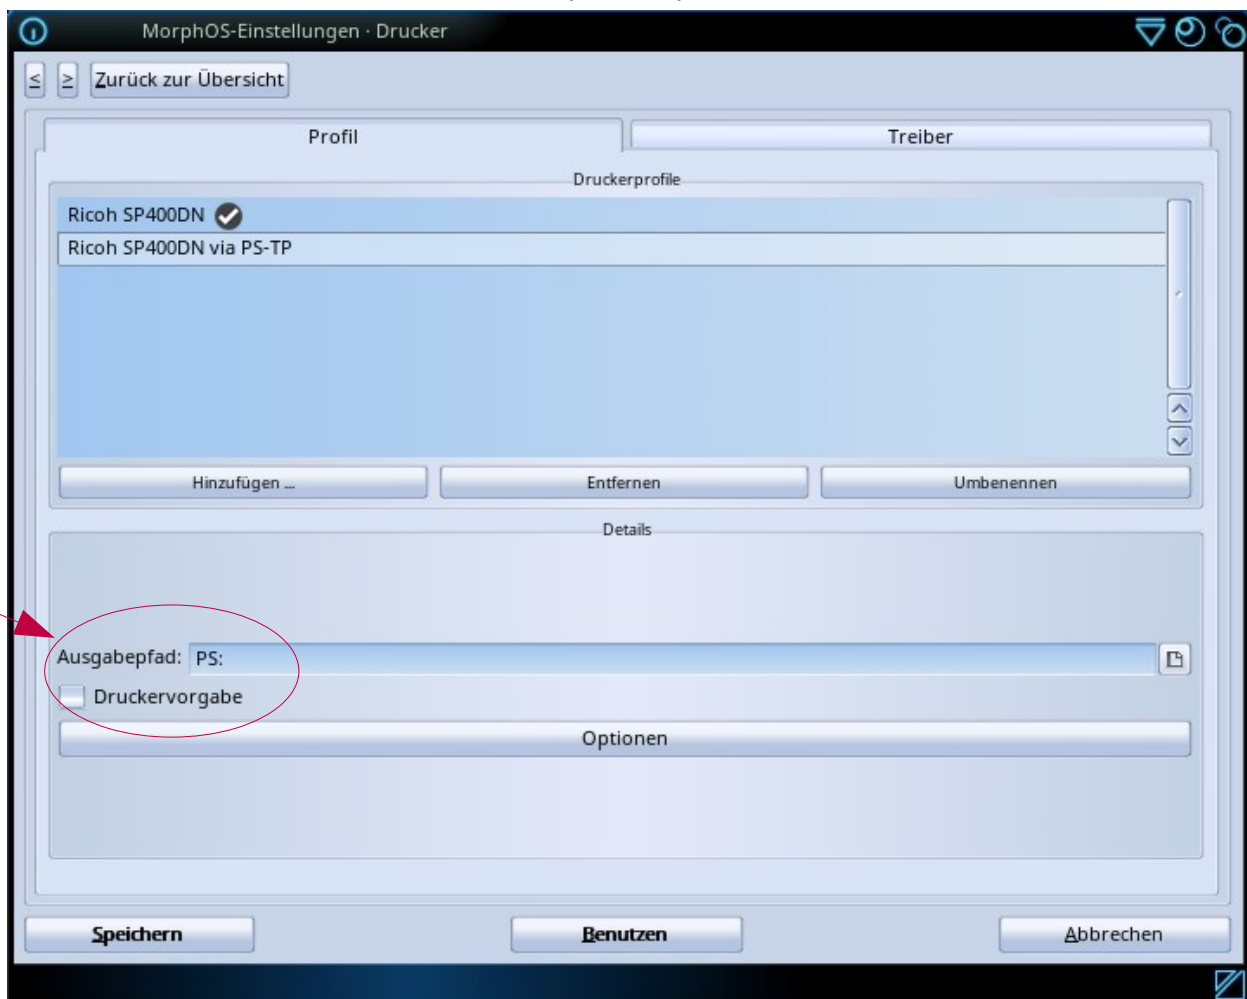 MorphOS-Einstellungen · Drucker
≤ ≥ Zurück zur Übersicht
Profil Treiber
Druckerprofile
Ricoh SP400DN
Ricoh SP400DN via PS-TP
Hinzufügen ... Entfernen Umbenennen
Details
Ausgabepfad: PS:
Druckervorgabe
Optionen
Speichern Benutzen Abbrechen